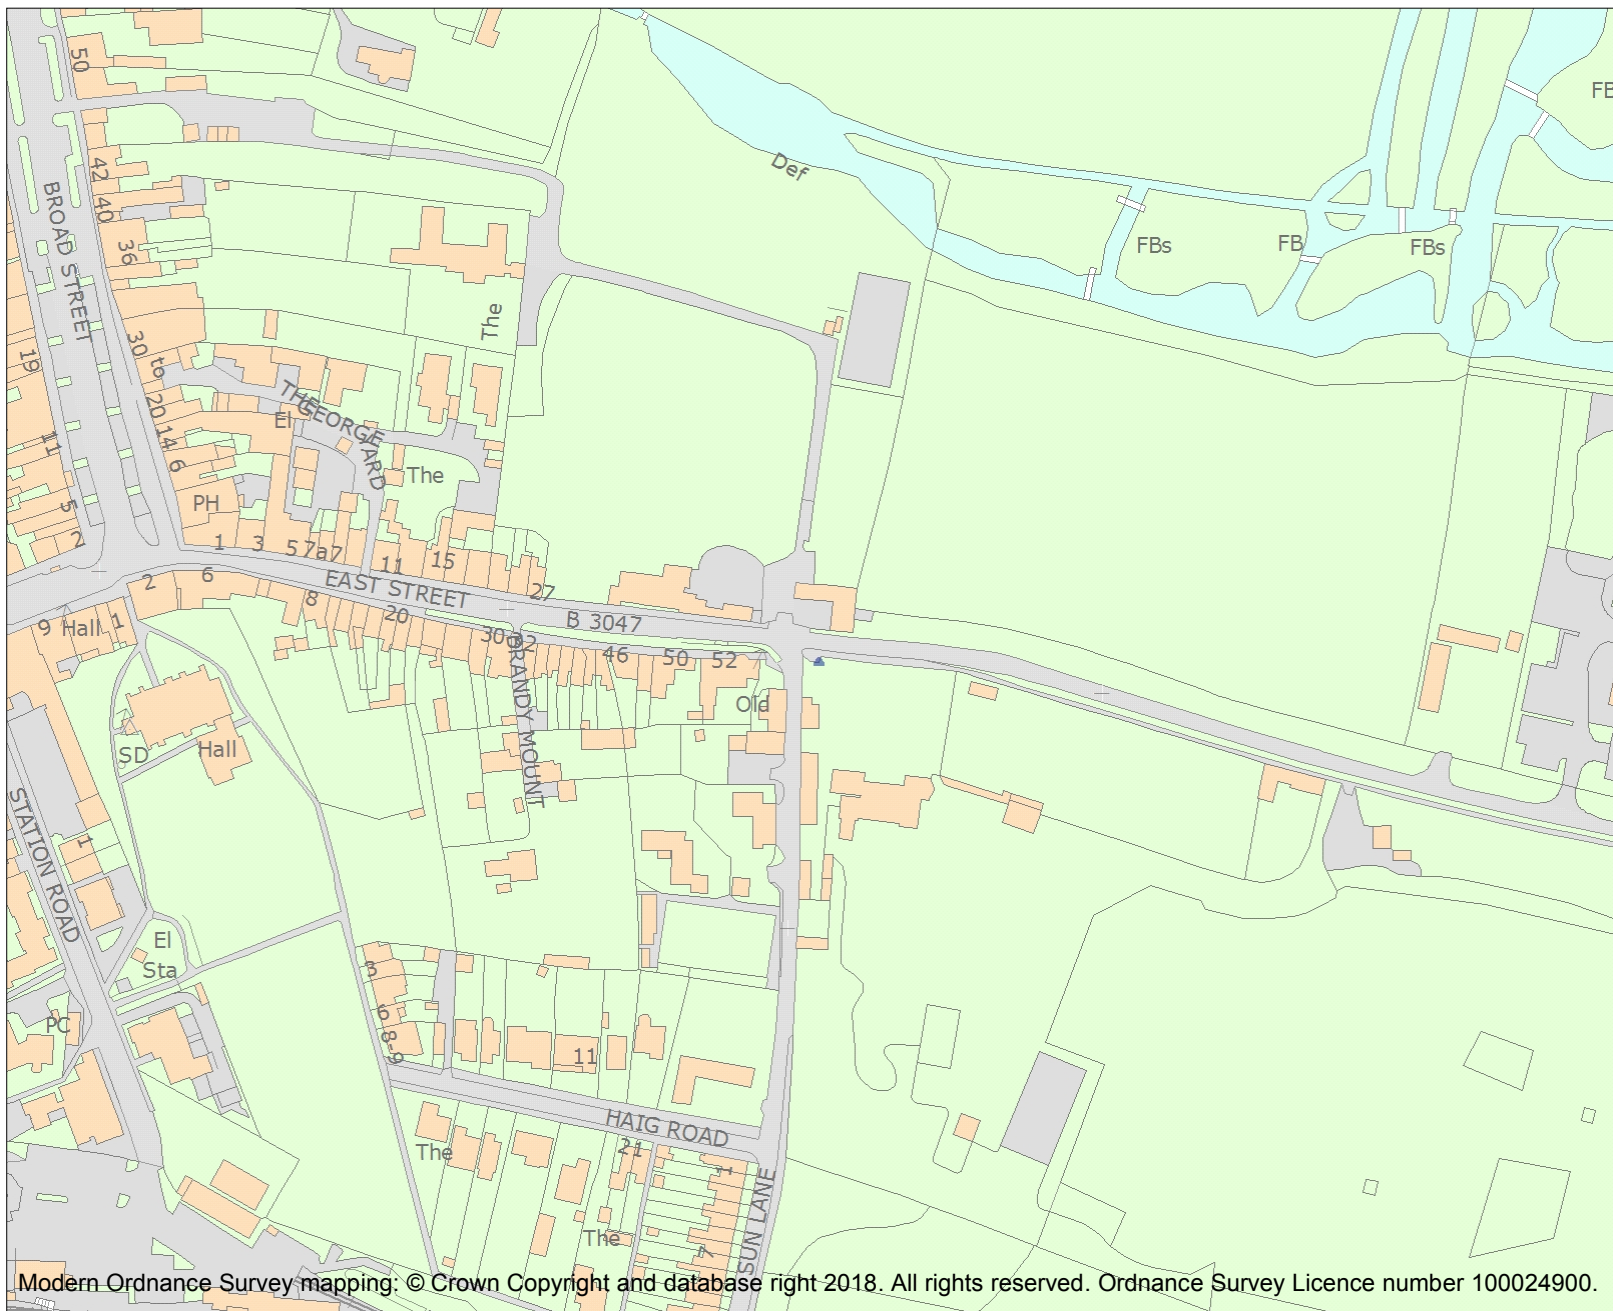 50
FB
Def
42
40
BROAD STREET
36
FBs
FB
FBs
The
30
to
19
20
THE GEORGE YARD
El
14
11
6
The
PH
5
2
1
3
5
7a
7
11
15
EAST STREET
27
2
6
8
20
B 3047
9
Hall
1
30
32
46
50
52
BRANDY MOUNT
Old
SD
Hall
STATION ROAD
1
El
Sta
3
PC
6
8-9
11
HAIG ROAD
The
21
1
SUN LANE
The
7
Modern Ordnance Survey mapping: © Crown Copyright and database right 2018. All rights reserved. Ordnance Survey Licence number 100024900.